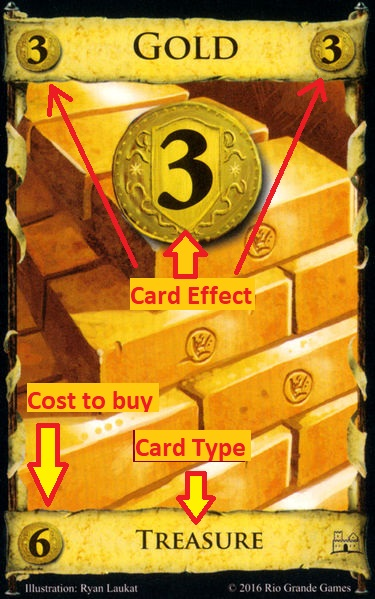 3 GOLD 3
3
Card Effect
Cost to buy
Card Type
6 TREASURE
Illustration: Ryan Laukat © 2016 Rio Grande Games